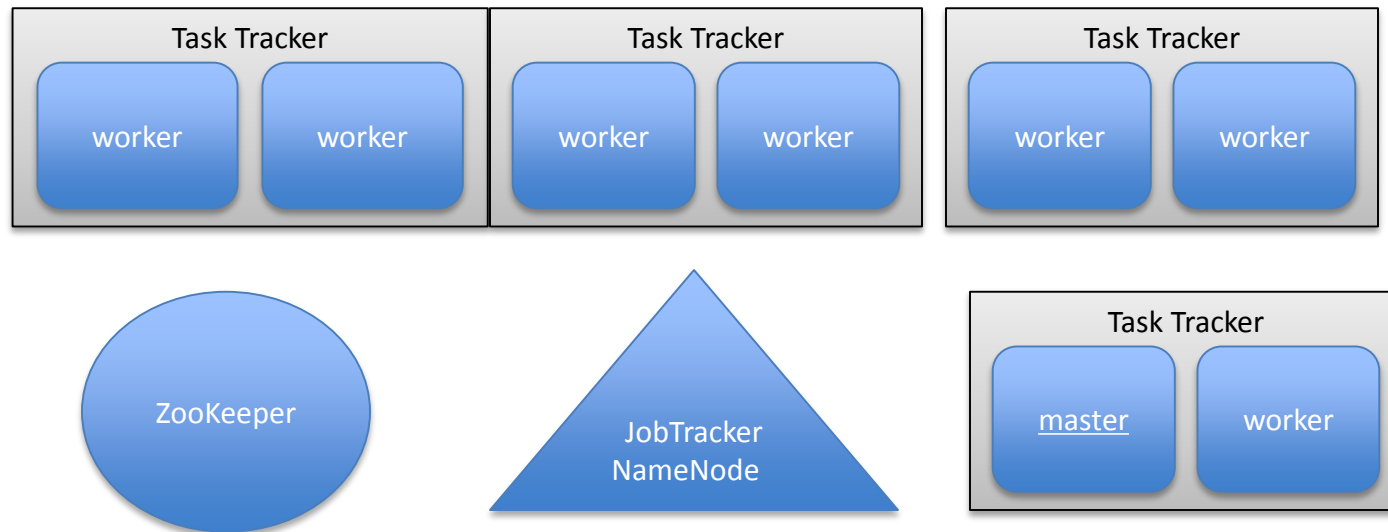 Task Tracker
worker
worker
Task Tracker
worker
worker
Task Tracker
worker
worker
ZooKeeper
JobTracker
NameNode
Task Tracker
master
worker